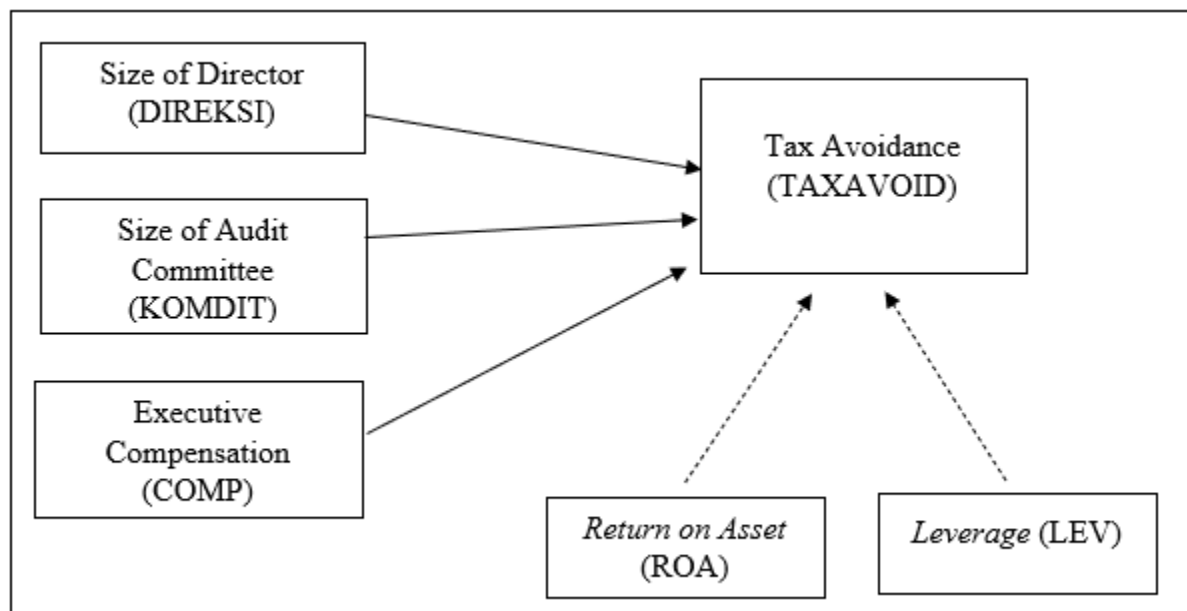 Size of Director
(DIREKSI)
Size of Audit
Committee
(KOMDIT)
Executive
Compensation
(COMP)
Tax Avoidance
(TAXAVOID)
Return on Asset
(ROA)
Leverage (LEV)